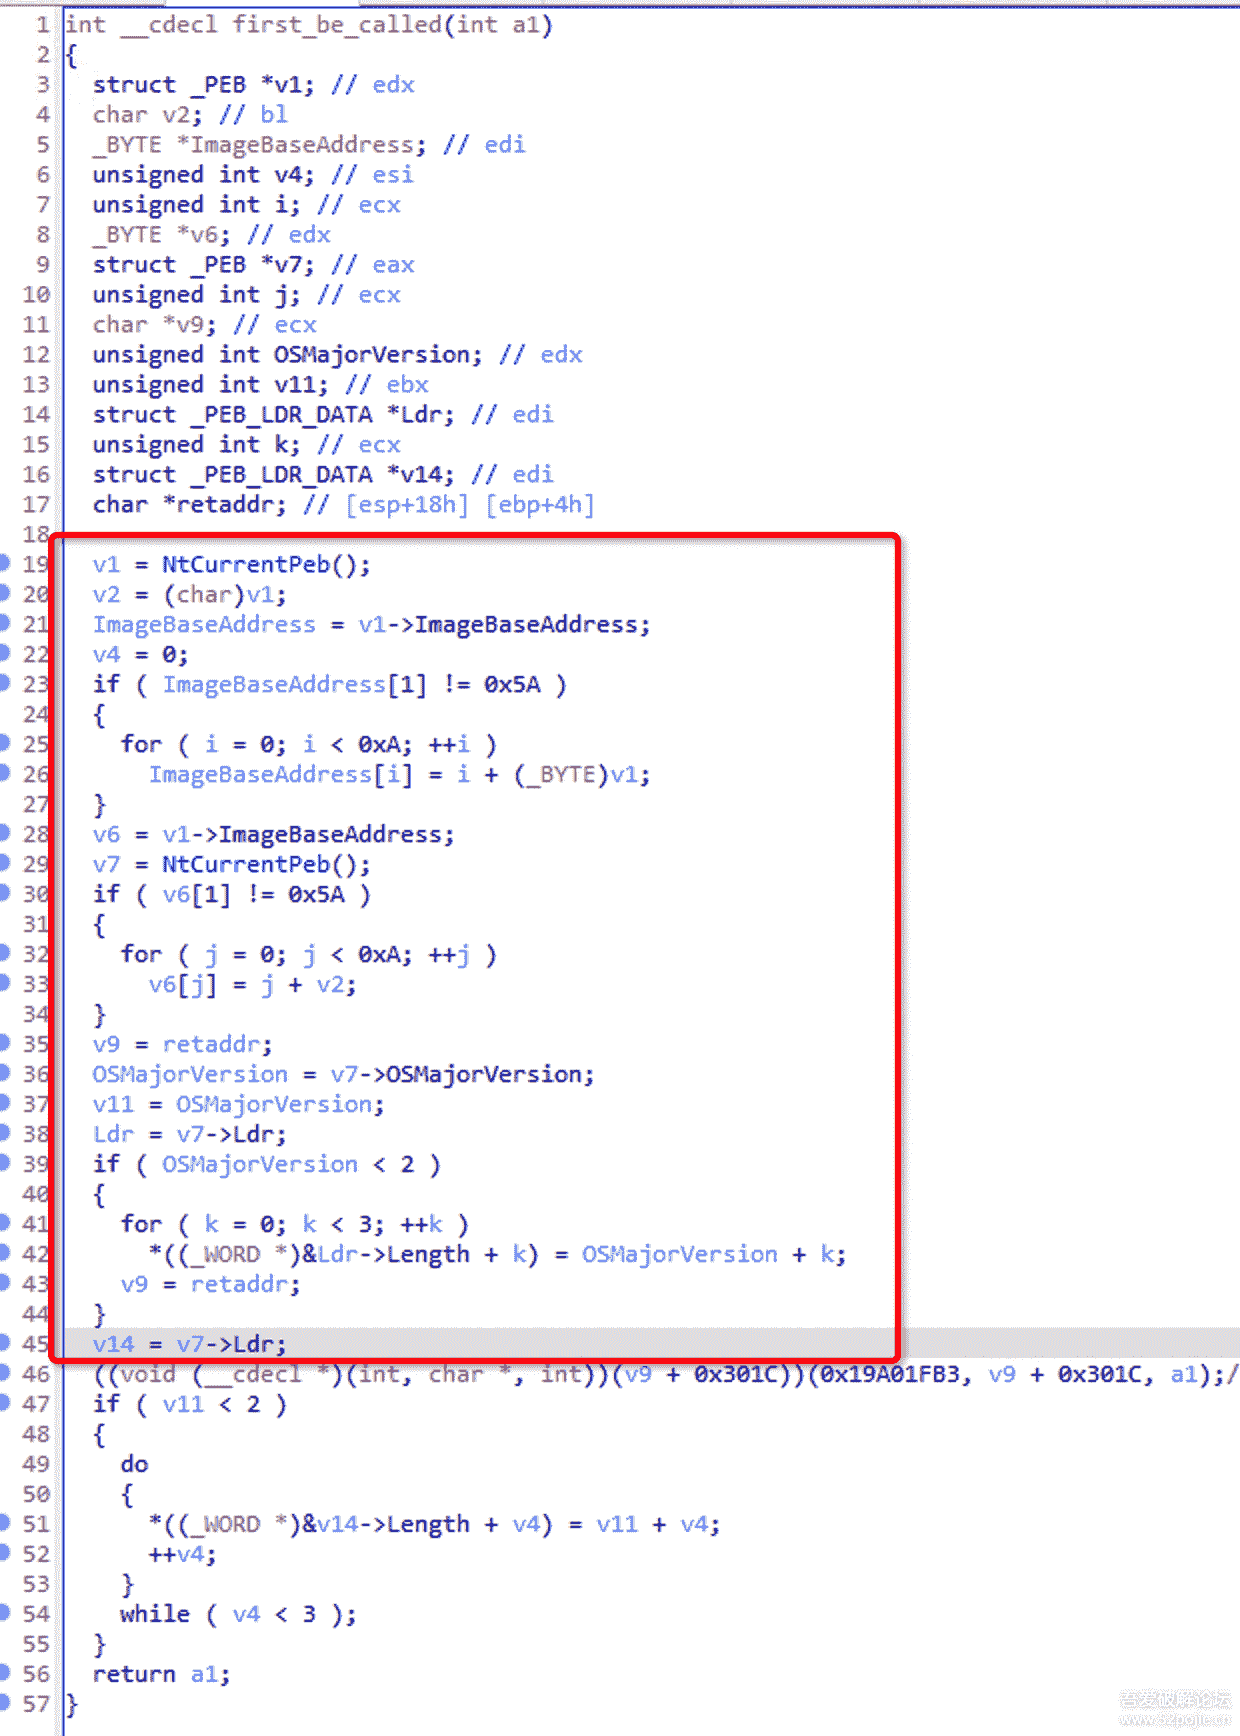 1 int __cdecl first_be_called(int a1)
2 {
3   struct _PEB *v1; // edx
4   char v2; // bl
5   _BYTE *ImageBaseAddress; // edi
6   unsigned int v4; // esi
7   unsigned int i; // ecx
8   _BYTE *v6; // edx
9   struct _PEB *v7; // eax
10   unsigned int j; // ecx
11   char *v9; // ecx
12   unsigned int OSMajorVersion; // edx
13   unsigned int v11; // ebx
14   struct _PEB_LDR_DATA *Ldr; // edi
15   unsigned int k; // ecx
16   struct _PEB_LDR_DATA *v14; // edi
17   char *retaddr; // [esp+18h] [ebp+4h]
18
19   v1 = NtCurrentPeb();
20   v2 = (char)v1;
21   ImageBaseAddress = v1->ImageBaseAddress;
22   v4 = 0;
23   if ( ImageBaseAddress[1] != 0x5A )
24   {
25     for ( i = 0; i < 0xA; ++i )
26       ImageBaseAddress[i] = i + (_BYTE)v1;
27   }
28   v6 = v1->ImageBaseAddress;
29   v7 = NtCurrentPeb();
30   if ( v6[1] != 0x5A )
31   {
32     for ( j = 0; j < 0xA; ++j )
33       v6[j] = j + v2;
34   }
35   v9 = retaddr;
36   OSMajorVersion = v7->OSMajorVersion;
37   v11 = OSMajorVersion;
38   Ldr = v7->Ldr;
39   if ( OSMajorVersion < 2 )
40   {
41     for ( k = 0; k < 3; ++k )
42       *((_WORD *)&Ldr->Length + k) = OSMajorVersion + k;
43     v9 = retaddr;
44   }
45   v14 = v7->Ldr;
46   ((void (__cdecl *)(int, char *, int))(v9 + 0x301C))(0x19A01FB3, v9 + 0x301C, a1);/
47   if ( v11 < 2 )
48   {
49     do
50     {
51       *((_WORD *)&v14->Length + v4) = v11 + v4;
52       ++v4;
53     }
54     while ( v4 < 3 );
55   }
56   return a1;
57 }
吾爱破解论坛
www.52pojie.cn